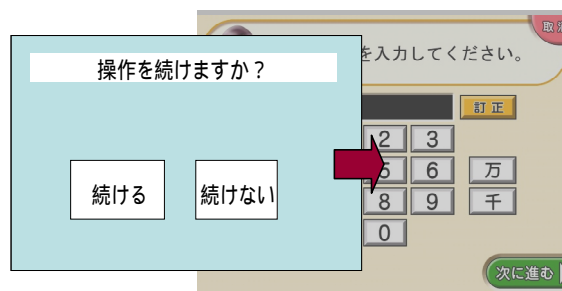 操作を続けますか？
続ける
続けない
を入力してください。
訂正
2 3
6 万
8 9 千
0
次に進む